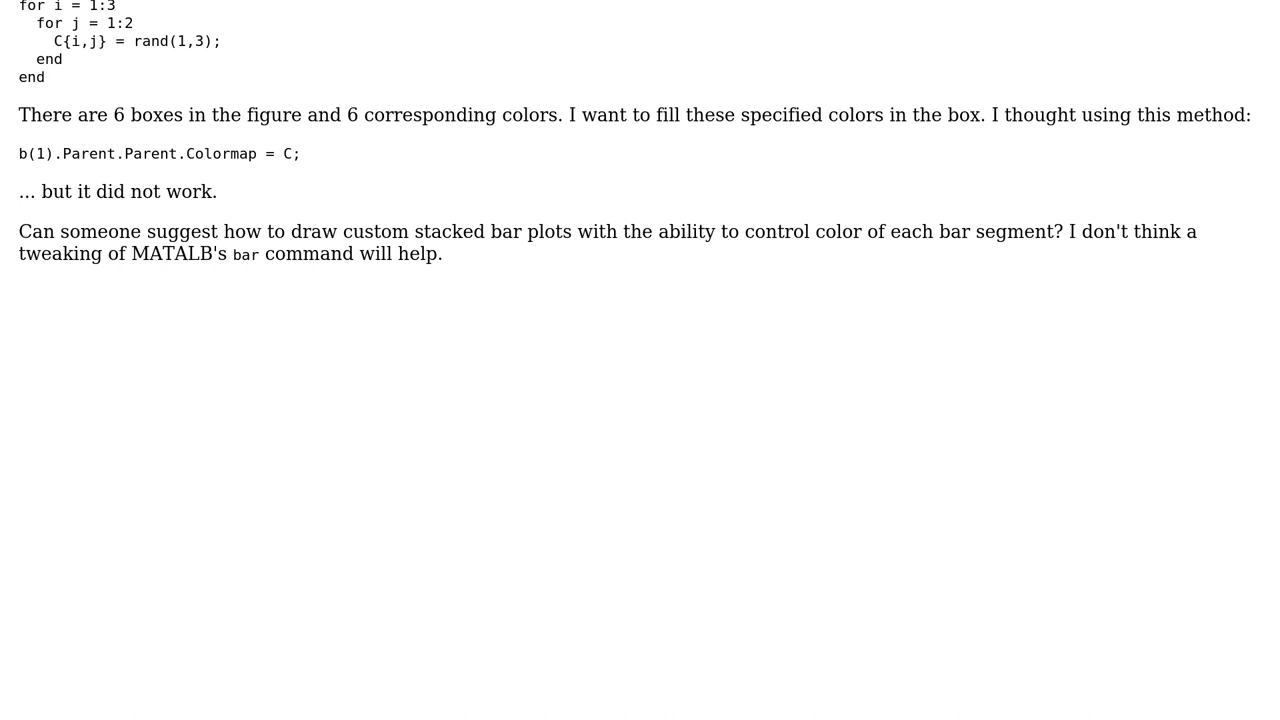 for i = 1:3
  for j = 1:2
    C{i,j} = rand(1,3);
  end
end
There are 6 boxes in the figure and 6 corresponding colors. I want to fill these specified colors in the box. I thought using this method:
b(1).Parent.Parent.Colormap = C;
... but it did not work.
Can someone suggest how to draw custom stacked bar plots with the ability to control color of each bar segment? I don't think a
tweaking of MATALB's bar command will help.